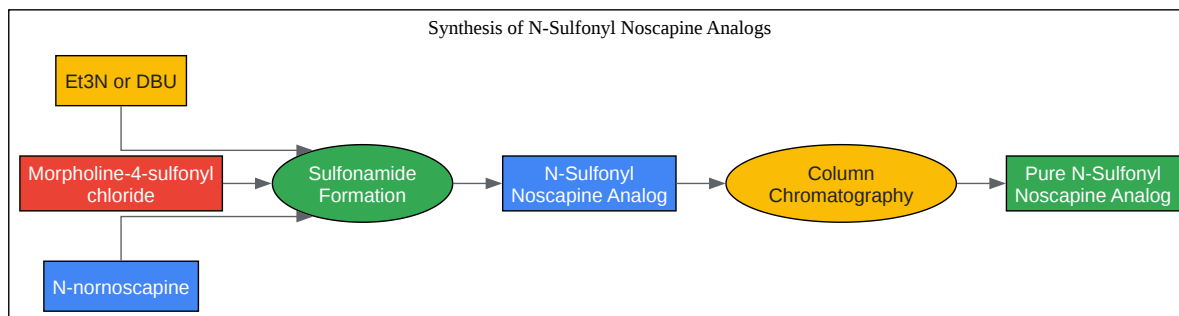 Synthesis of N-Sulfonyl Noscapine Analogs
Et3N or DBU
Morpholine-4-sulfonyl
chloride
N-nornoscapine
Sulfonamide
Formation
N-Sulfonyl
Noscapine Analog
Column
Chromatography
Pure N-Sulfonyl
Noscapine Analog